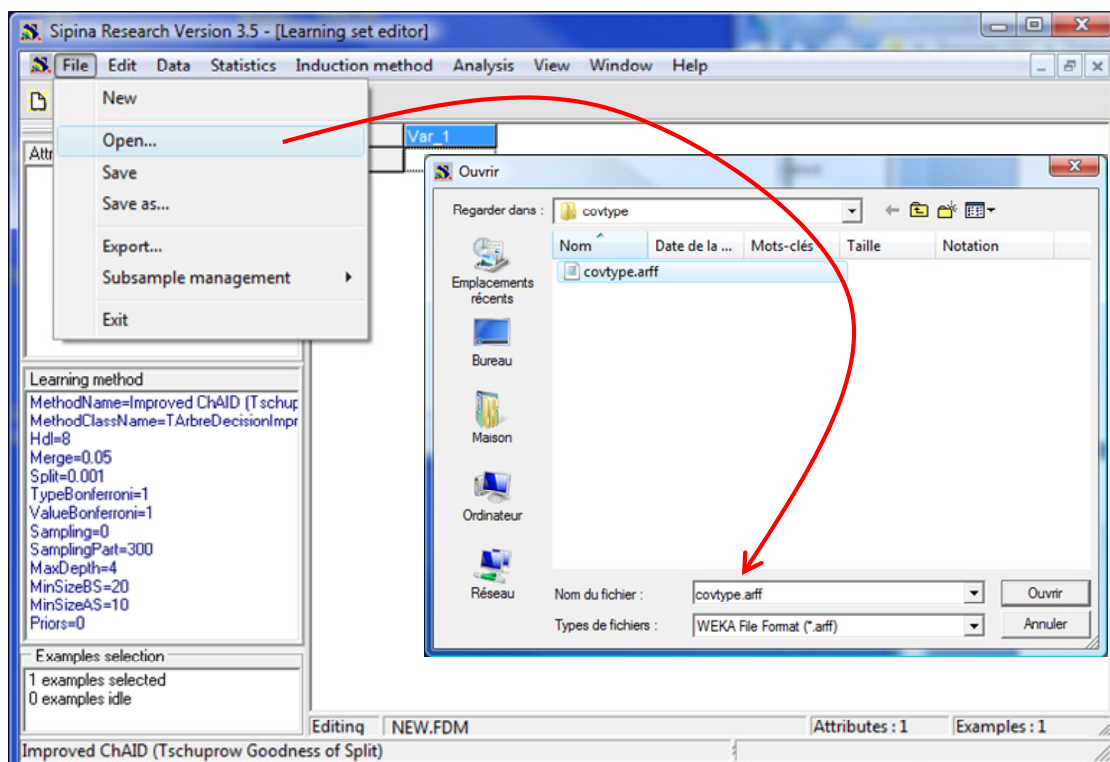 Sipina Research Version 3.5 - [Learning set editor]
File Edit Data Statistics Induction method Analysis View Window Help
New
Open...
Save
Save as...
Export...
Subsample management
Exit
Attr
Var_1
Ouvrir
Regarder dans : covtype
Nom Date de la ... Mots-clés Taille Notation
covtype.arff
Emplacements
récents
Bureau
Maison
Ordinateur
Réseau
Nom du fichier : covtype.arff Ouvrir
Types de fichiers : WEKA File Format (*.arff) Annuler
Learning method
MethodName=Improved ChAID (Tschup
MethodClassName=TArbreDecisionImpr
Hdl=8
Merge=0.05
Split=0.001
TypeBonferroni=1
ValueBonferroni=1
Sampling=0
SamplingPart=300
MaxDepth=4
MinSizeBS=20
MinSizeAS=10
Priors=0
Examples selection
1 examples selected
0 examples idle
Editing NEW.FDM Attributes : 1 Examples : 1
Improved ChAID (Tschuprow Goodness of Split)